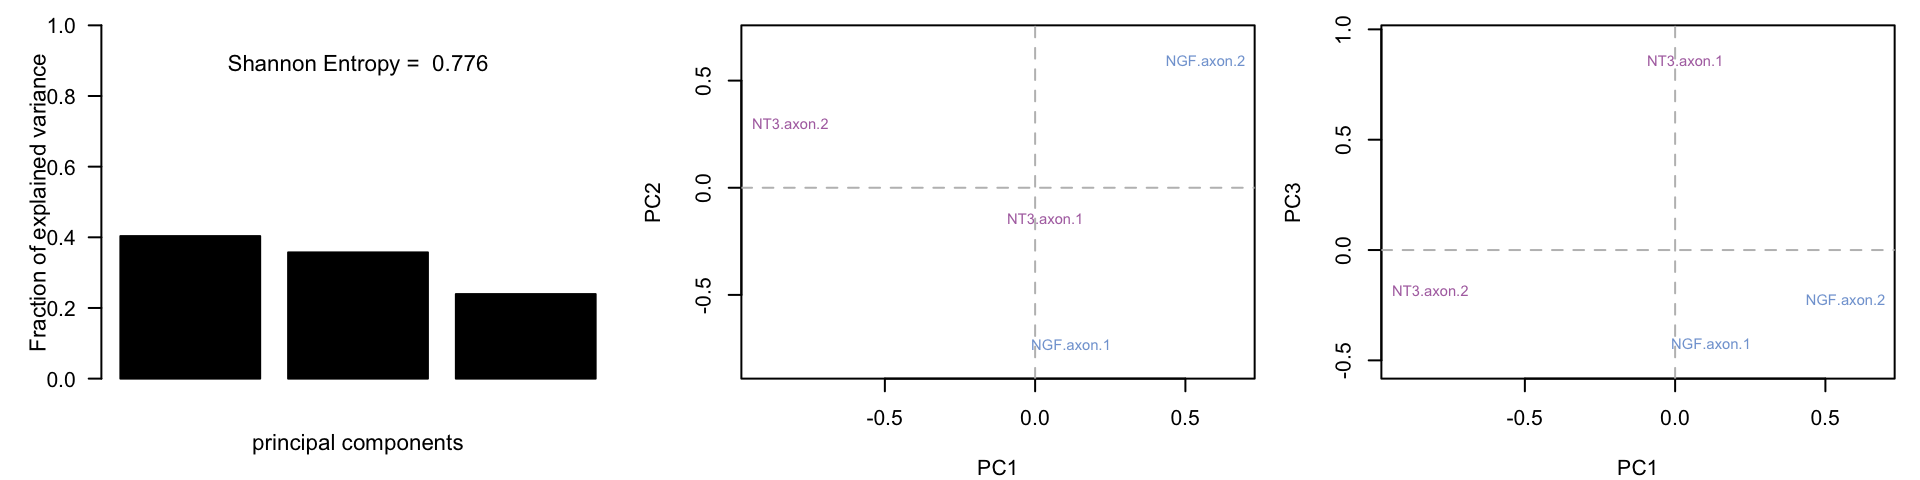 Fraction of explained variance
1.0
0.8
0.6
0.4
0.2
0.0
Shannon Entropy = 0.776
principal components
PC2
0.5
0.0
-0.5
NGF.axon.2
NT3.axon.2
NT3.axon.1
NGF.axon.1
-0.5 0.0 0.5
PC1
PC3
1.0
0.5
0.0
-0.5
NT3.axon.1
NT3.axon.2
NGF.axon.2
NGF.axon.1
-0.5 0.0 0.5
PC1